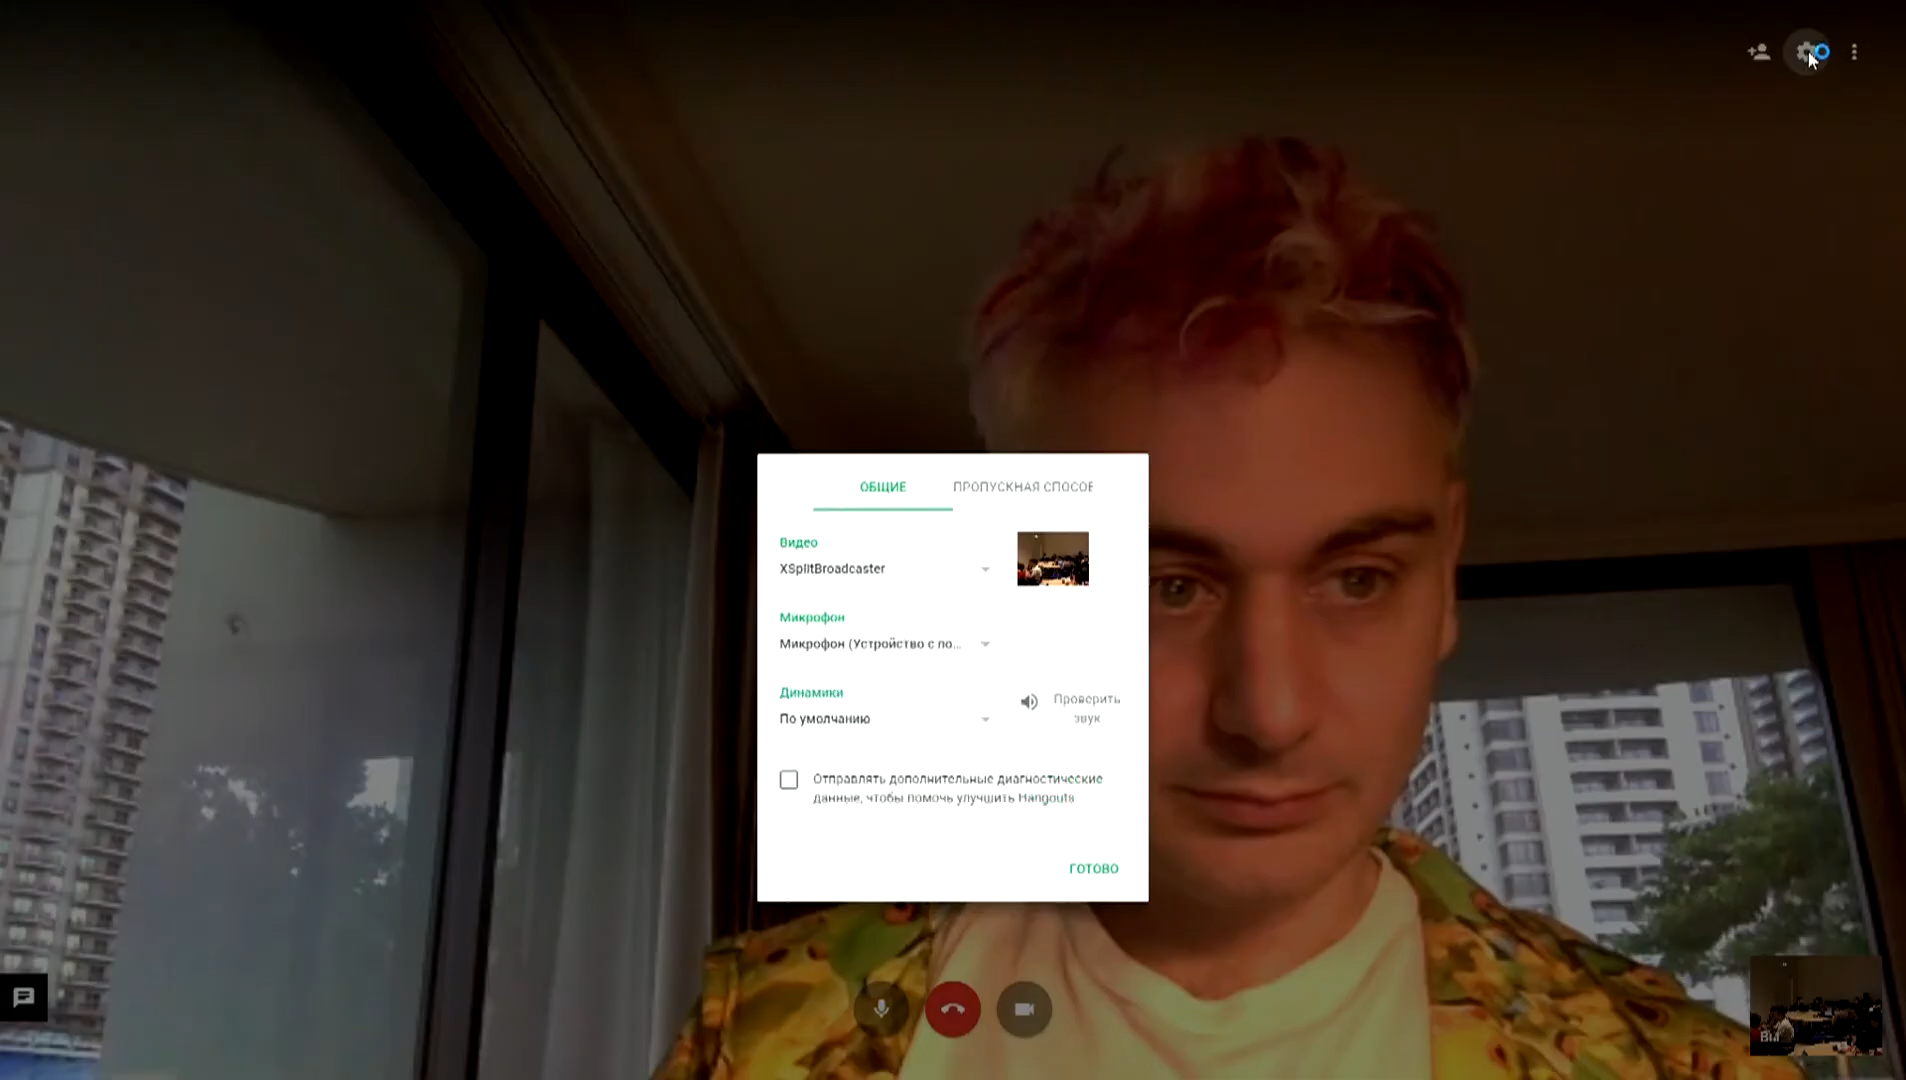 ОБЩИЕ
ПРОПУСКНАЯ СПОСОБ
Видео
XSplitBroadcaster
Микрофон
Микрофон (Устройство с по...
Динамики
По умолчанию
Проверить
звук
Отправлять дополнительные диагностические
данные, чтобы помочь улучшить Hangouts
ГОТОВО
Вы